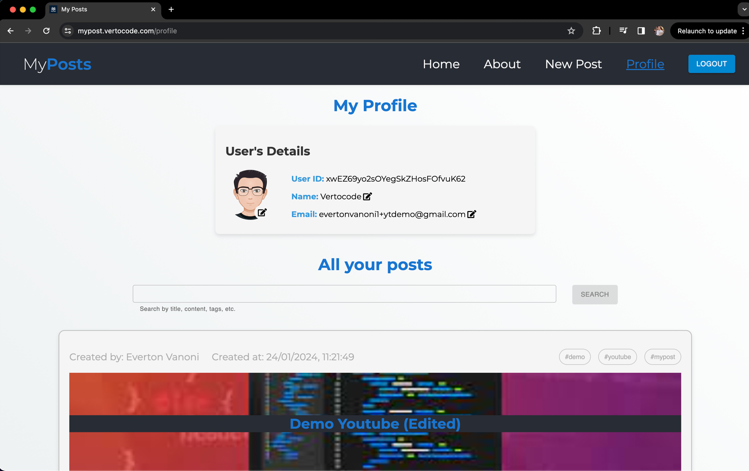 My Posts
mypost.vertocode.com/profile
Relaunch to update
MyPosts
Home
About
New Post
Profile
LOGOUT
My Profile
User's Details
User ID: xwEZ69yo2sOYegSkZHosFOfvuK62
Name: Vertocode
Email: evertonvanoni1+ytdemo@gmail.com
All your posts
SEARCH
Search by title, content, tags, etc.
Created by: Everton Vanoni
Created at: 24/01/2024, 11:21:49
#demo
#youtube
#mypost
Demo Youtube (Edited)